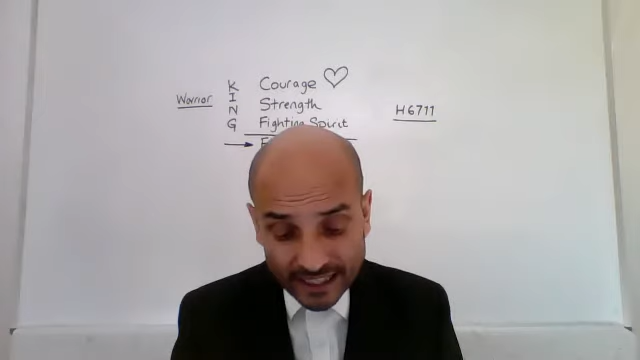 Warrior
K
I
N
G
Courage
Strength
Fighting Spirit
H6711